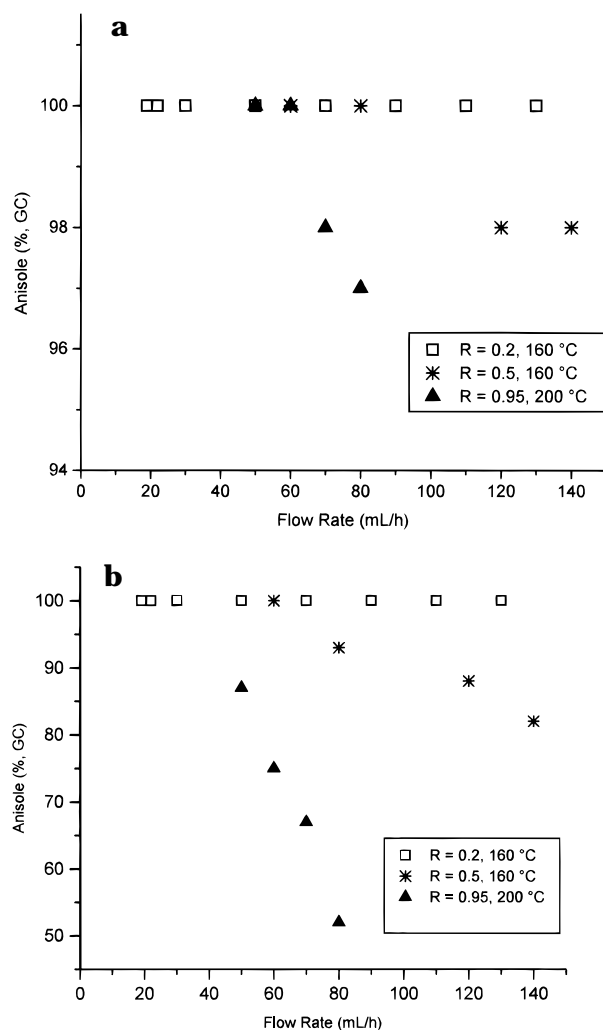 a
100
98
96
94
Anisole (%, GC)
R = 0.2, 160 °C
R = 0.5, 160 °C
R = 0.95, 200 °C
0 20 40 60 80 100 120 140
Flow Rate (mL/h)
b
100
90
80
70
60
50
Anisole (%, GC)
R = 0.2, 160 °C
R = 0.5, 160 °C
R = 0.95, 200 °C
0 20 40 60 80 100 120 140
Flow Rate (mL/h)